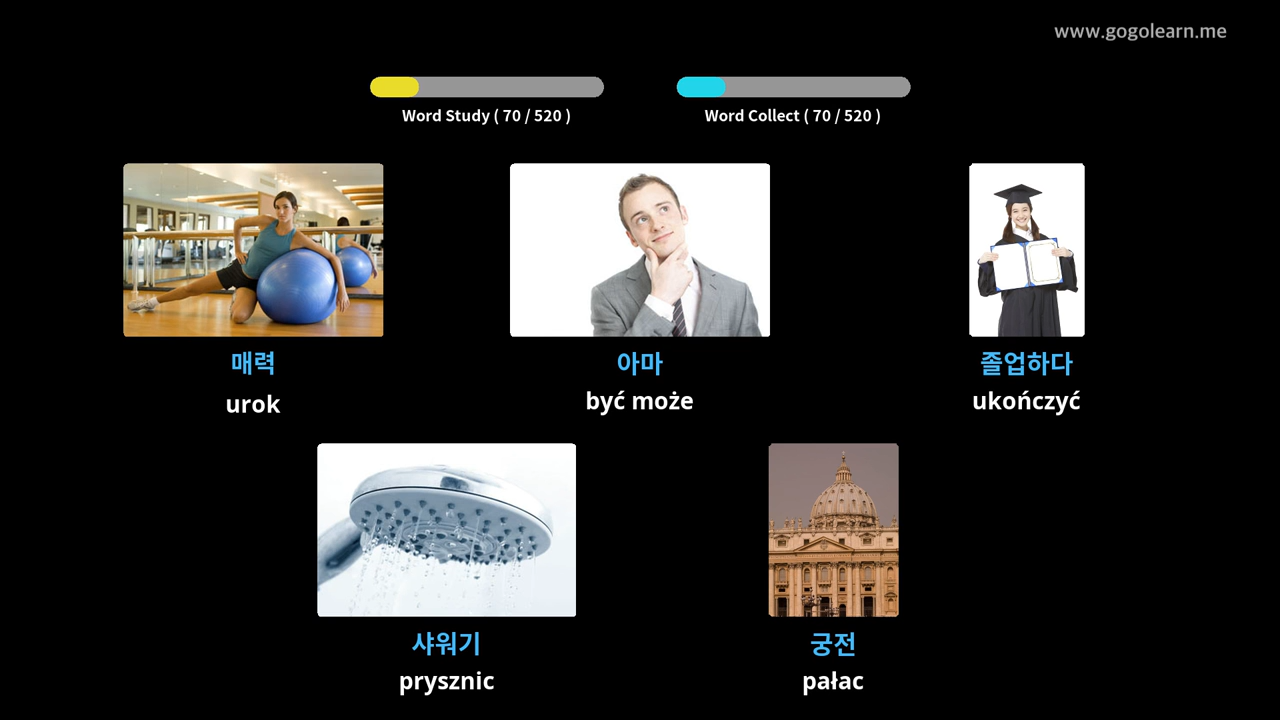 www.gogolearn.me
Word Study ( 70 / 520 )
Word Collect ( 70 / 520 )
매력
urok
아마
być może
졸업하다
ukończyć
샤워기
prysznic
궁전
pałac